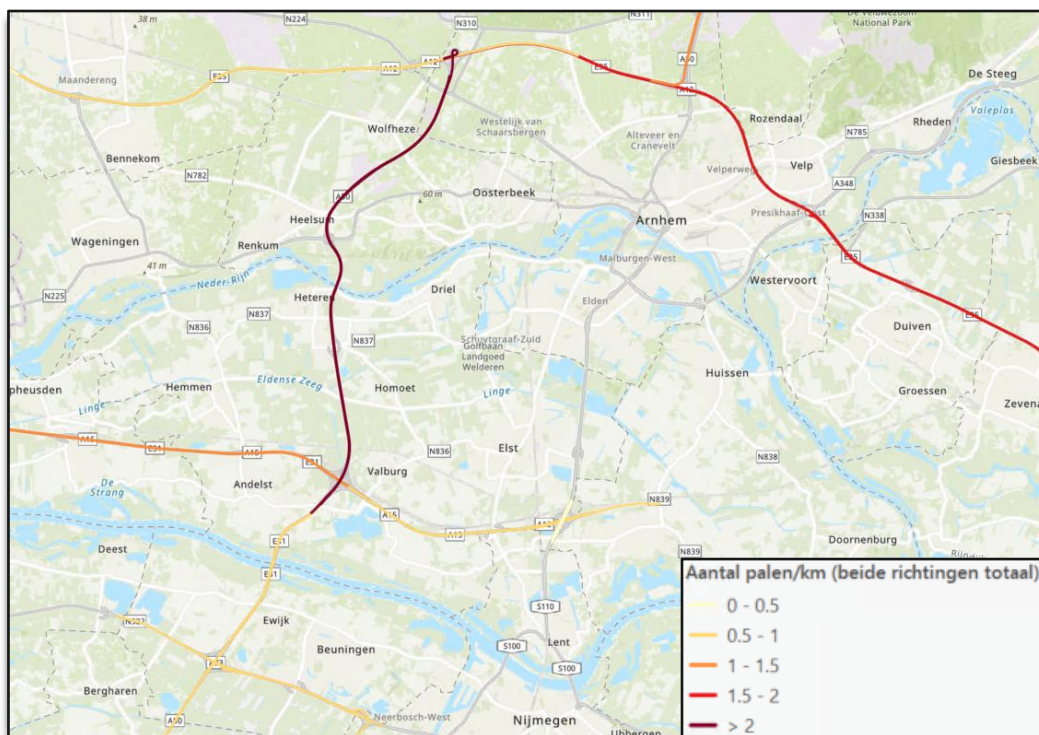 38 m
N224
N310
N311
De Veluwezoom
National Park
Maandereng
E35
A12
A12
E35
A50
A12
De Steeg
Valeplas
Wolfheze
Westelijk van
Schaarsbergen
Rozendaal
N785
Rheden
Bennekom
Alteveer en
Cranevelt
Giesbeek
N782
Velperweg
Velp
A50
60 m
Oosterbeek
A348
Heelsum
Arnhem
Presikhaaf-Oost
N338
Wageningen
Renkum
E35
41 m
Malburgen-West
Westervoort
Neder-Rijn
Driel
N225
Heteren
Elden
E35
N836
N837
Duiven
N837
Schuytgraaf-Zuid
Golfbaan
Landgoed
Welderen
Huissen
pheusden
Hemmen
Eldense Zeeg
Homoet
Linge
Groessen
Linge
Zevena
A15
E31
A15
E31
N836
Elst
N838
De
Strang
Andelst
Valburg
N839
A15
A15
A15
Deest
E31
N839
Doornenburg
E31
S110
N322
Ewijk
Beuningen
S100
Lent
S100
A73
Bergharen
A50
Neerbosch-West
Nijmegen
Ubbergen
Aantal palen/km (beide richtingen totaal)
0 - 0.5
0.5 - 1
1 - 1.5
1.5 - 2
> 2